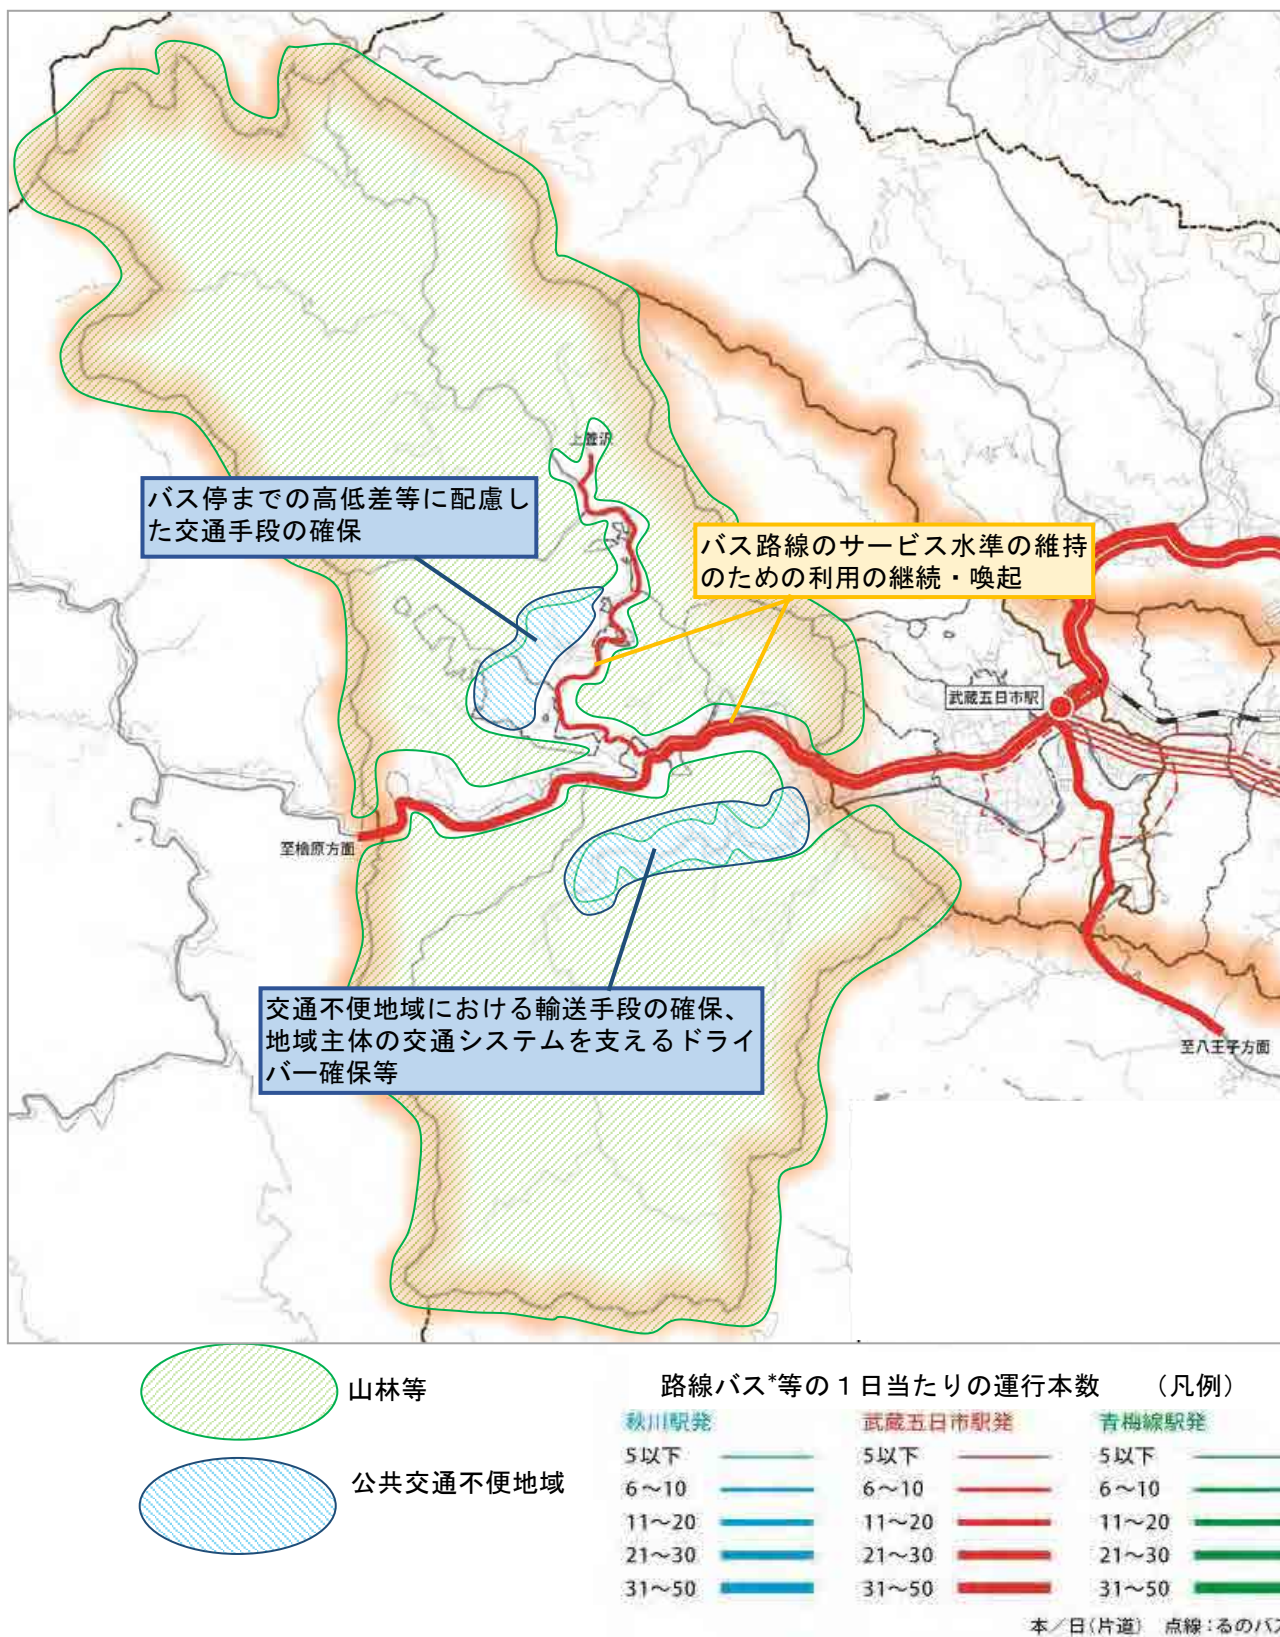 上養沢
バス停までの高低差等に配慮し
た交通手段の確保
バス路線のサービス水準の維持
のための利用の継続・喚起
武蔵五日市駅
至檜原方面
交通不便地域における輸送手段の確保、
地域主体の交通システムを支えるドライ
バー確保等
至八王子方面
山林等
公共交通不便地域
路線バス*等の１日当たりの運行本数 （凡例）
秋川駅発 武蔵五日市駅発 青梅線駅発
5以下 5以下 5以下
6～10 6～10 6～10
11～20 11～20 11～20
21～30 21～30 21～30
31～50 31～50 31～50
本／日(片道) 点線：るのバス